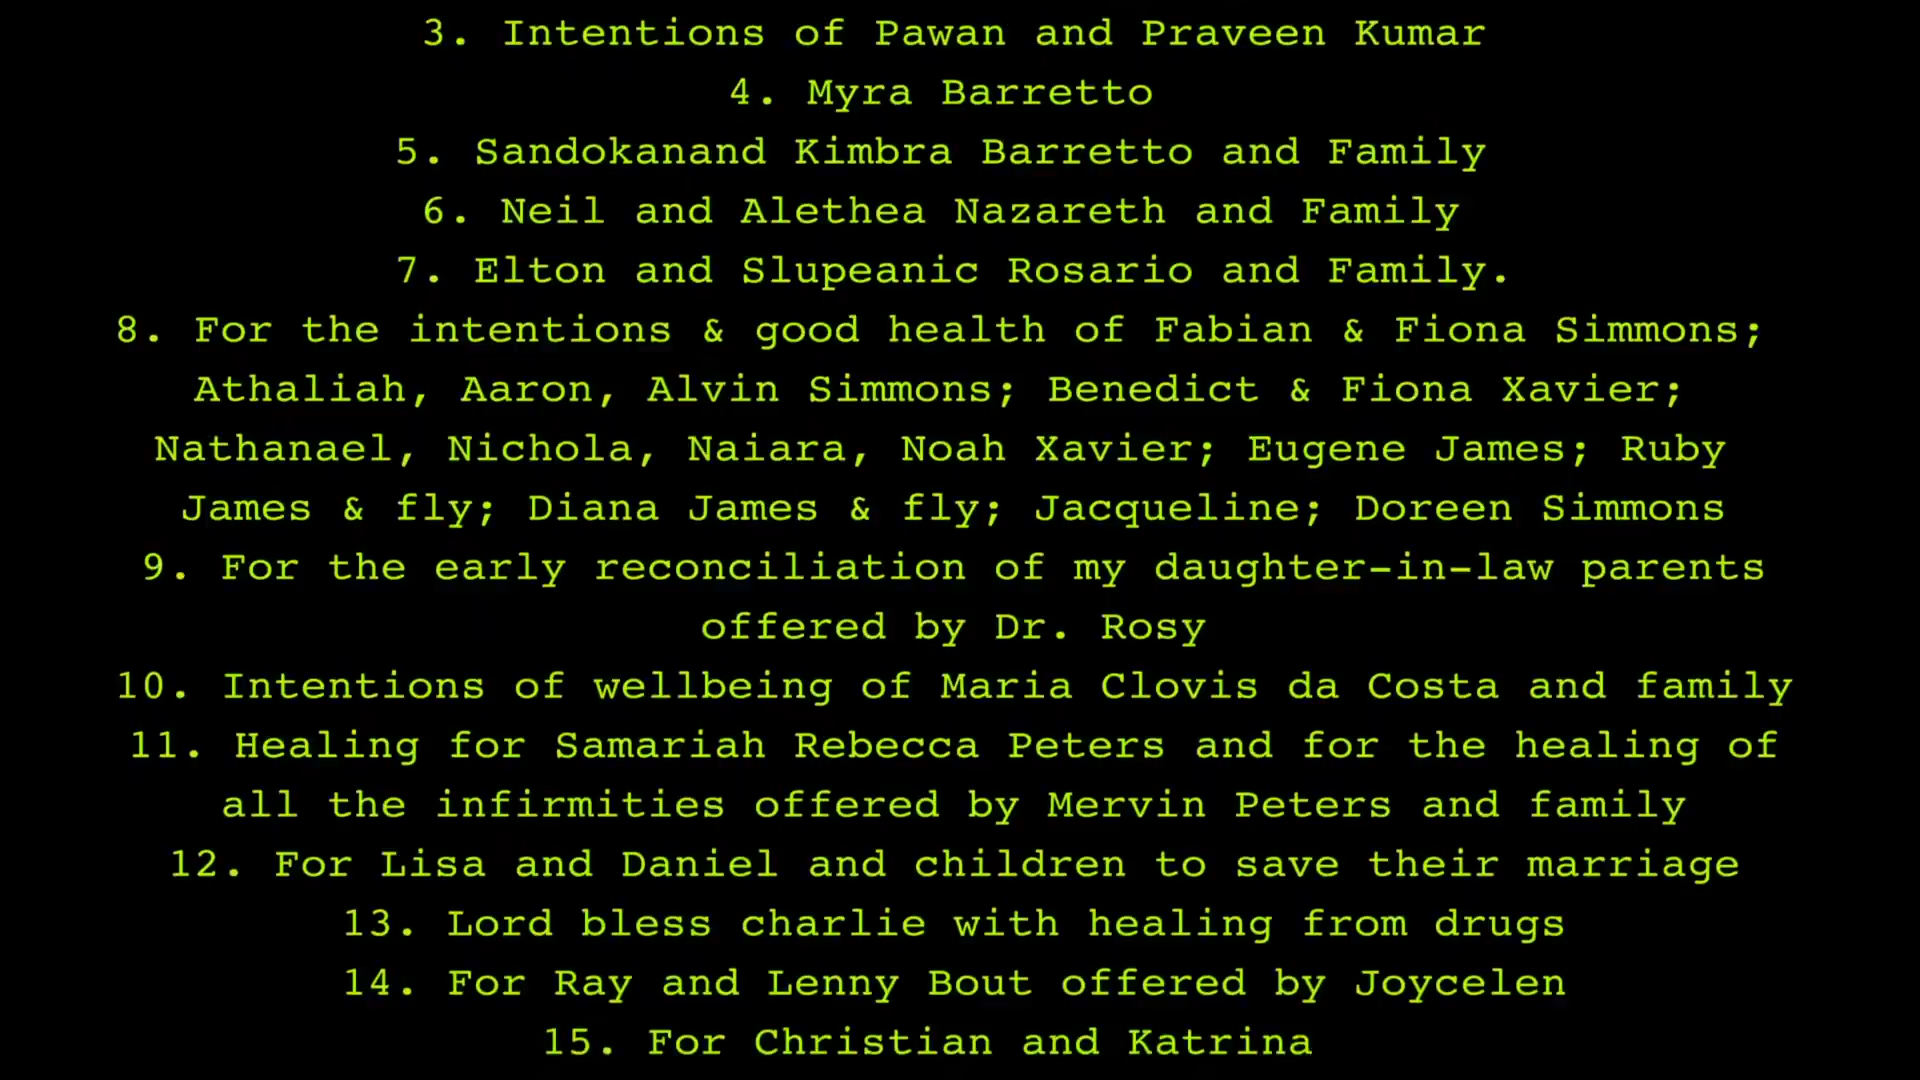 3. Intentions of Pawan and Praveen Kumar
4. Myra Barretto
5. Sandokanand Kimbra Barretto and Family
6. Neil and Alethea Nazareth and Family
7. Elton and Slupeanic Rosario and Family.
8. For the intentions & good health of Fabian & Fiona Simmons;
Athaliah, Aaron, Alvin Simmons; Benedict & Fiona Xavier;
Nathanael, Nichola, Naiara, Noah Xavier; Eugene James; Ruby
James & fly; Diana James & fly; Jacqueline; Doreen Simmons
9. For the early reconciliation of my daughter-in-law parents
offered by Dr. Rosy
10. Intentions of wellbeing of Maria Clovis da Costa and family
11. Healing for Samariah Rebecca Peters and for the healing of
all the infirmities offered by Mervin Peters and family
12. For Lisa and Daniel and children to save their marriage
13. Lord bless charlie with healing from drugs
14. For Ray and Lenny Bout offered by Joycelen
15. For Christian and Katrina